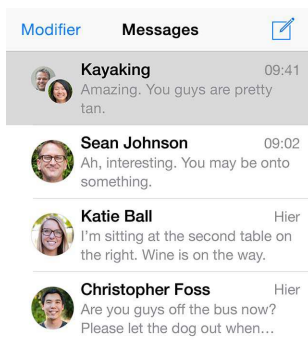 Modifier Messages
Kayaking 09:41
Amazing. You guys are pretty
tan.
Sean Johnson 09:02
Ah, interesting. You may be onto
something.
Katie Ball Hier
I'm sitting at the second table on
the right. Wine is on the way.
Christopher Foss Hier
Are you guys off the bus now?
Please let the dog out when…